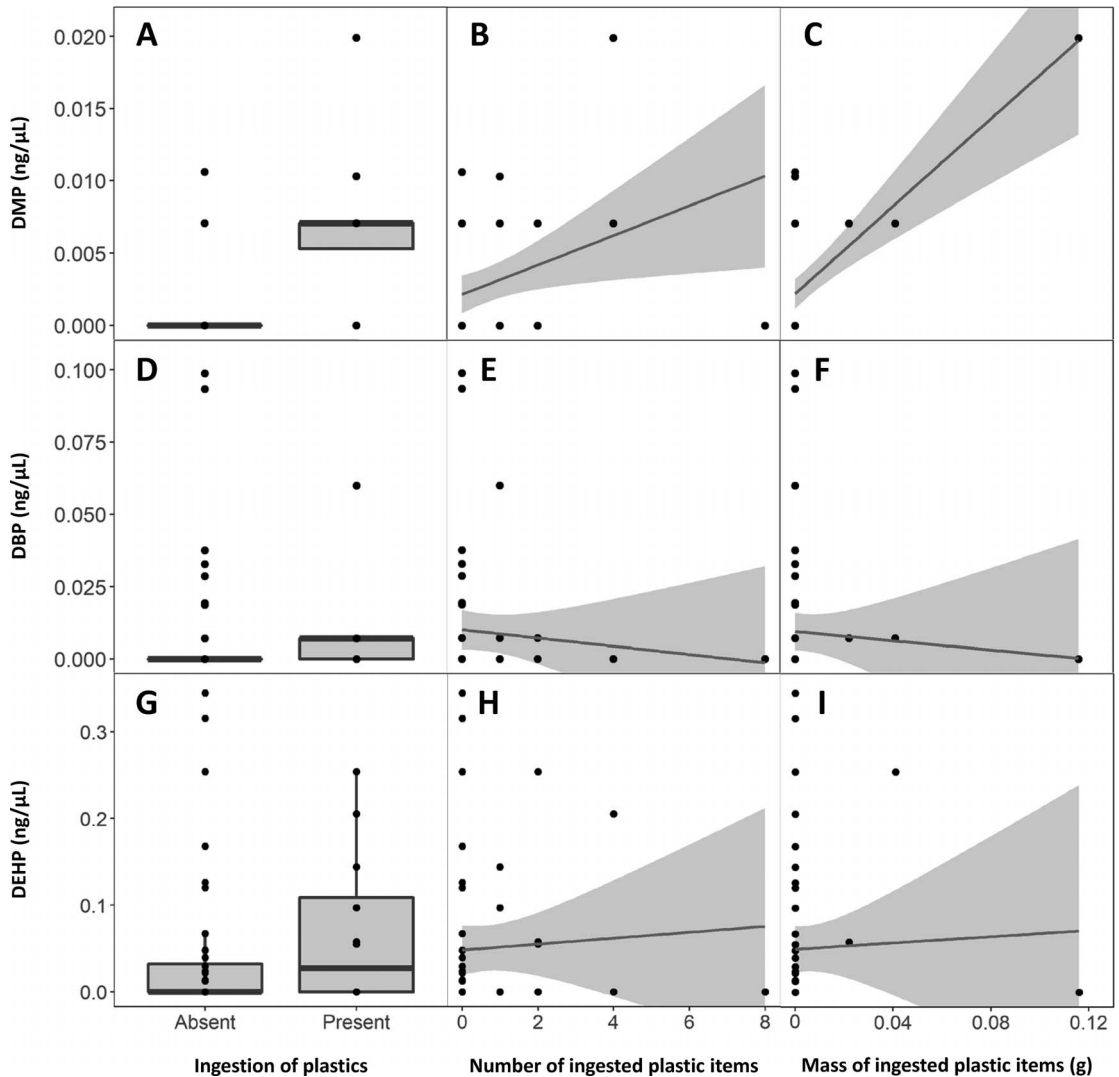 A B C
DMP (ng/µL)
0.020
0.015
0.010
0.005
0.000
D E F
DBP (ng/µL)
0.100
0.075
0.050
0.025
0.000
G H I
DEHP (ng/µL)
0.3
0.2
0.1
0.0
Absent Present 0 2 4 6 8 0 0.04 0.08 0.12
Ingestion of plastics Number of ingested plastic items Mass of ingested plastic items (g)